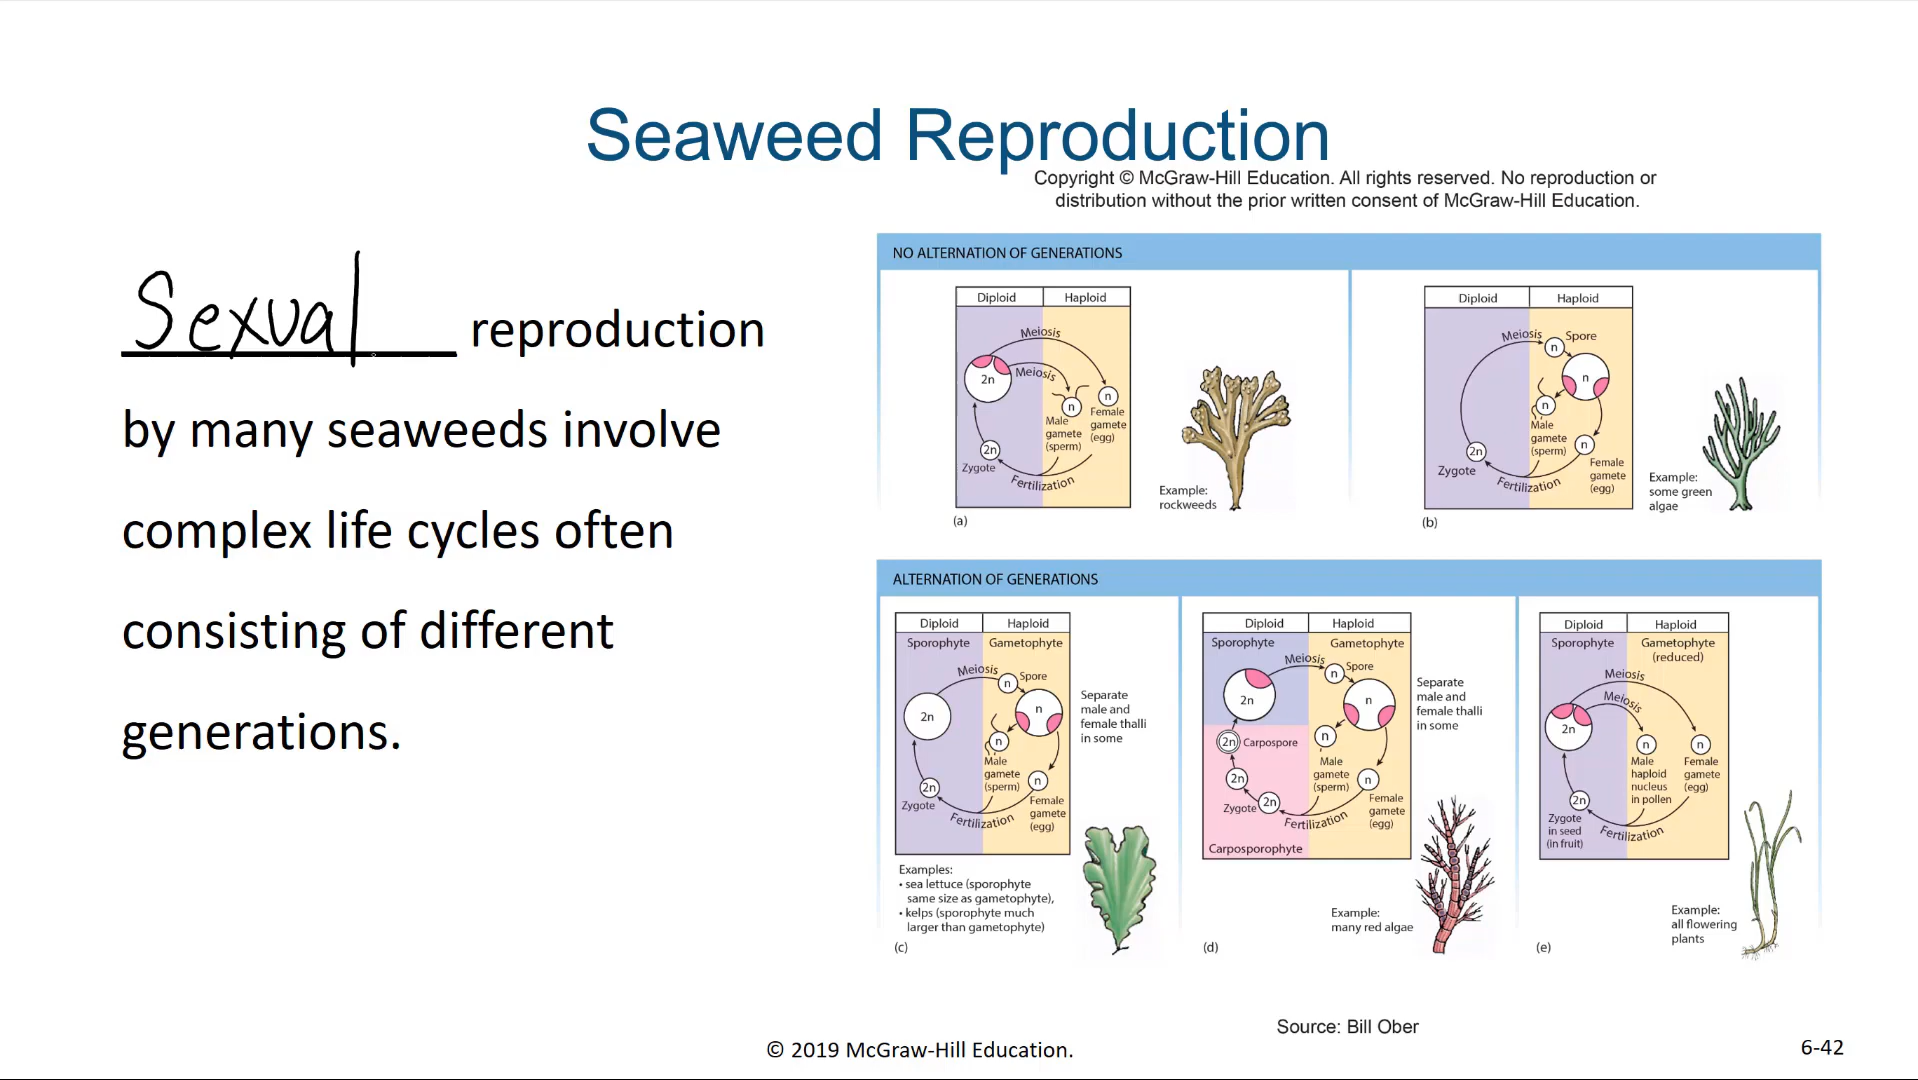 Seaweed Reproduction
Copyright © McGraw-Hill Education. All rights reserved. No reproduction or
distribution without the prior written consent of McGraw-Hill Education.
Sexual reproduction
by many seaweeds involve
complex life cycles often
consisting of different
generations.
NO ALTERNATION OF GENERATIONS
Diploid
Haploid
Meiosis
Meiosis
2n
n
n
Male
gamete
(sperm)
Female
gamete
(egg)
2n
Zygote
Fertilization
Example:
rockweeds
(a)
Diploid
Haploid
Meiosis
Spore
n
n
n
Male
gamete
(sperm)
n
Female
gamete
(egg)
2n
Zygote
Fertilization
Example:
some green
algae
(b)
ALTERNATION OF GENERATIONS
Diploid
Haploid
Sporophyte
Gametophyte
Meiosis
Spore
n
2n
n
n
Male
gamete
(sperm)
n
Female
gamete
(egg)
2n
Zygote
Fertilization
Separate
male and
female thalli
in some
Examples:
• sea lettuce (sporophyte
same size as gametophyte),
• kelps (sporophyte much
larger than gametophyte)
(c)
Diploid
Haploid
Sporophyte
Gametophyte
Meiosis
Spore
n
2n
n
2n
Carpospore
n
Male
gamete
(sperm)
n
Female
gamete
(egg)
2n
2n
Zygote
Fertilization
Carposporophyte
Separate
male and
female thalli
in some
Example:
many red algae
(d)
Diploid
Haploid
Sporophyte
Gametophyte
(reduced)
Meiosis
Meiosis
2n
n
n
Male
haploid
nucleus
in pollen
Female
gamete
(egg)
2n
Zygote
in seed
(in fruit)
Fertilization
Example:
all flowering
plants
(e)
Source: Bill Ober
© 2019 McGraw-Hill Education.
6-42